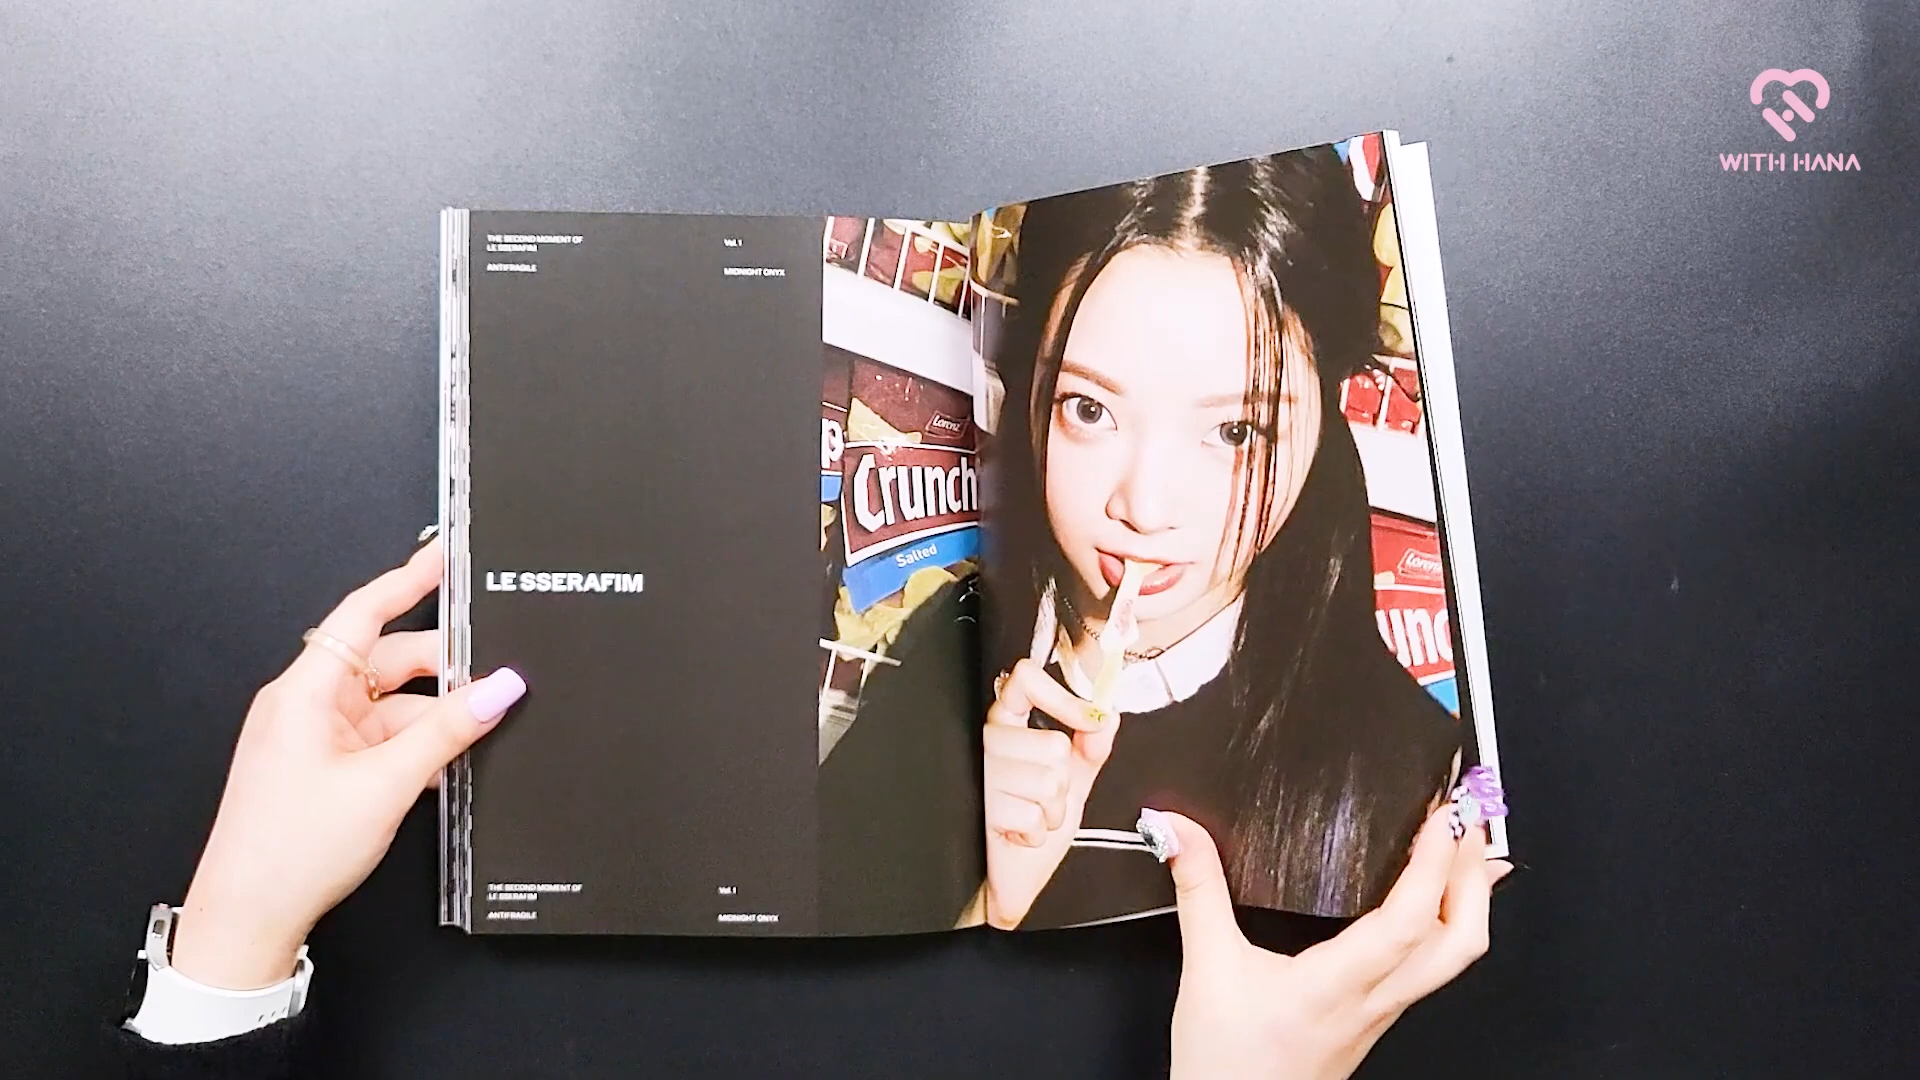 WITH HANA
THE SECOND MOMENT OF
LE SSERAFIM
ANTIFRAGILE
Vol. 1
MIDNIGHT ONYX
LE SSERAFIM
Lorenz
Crunch
Salted
Lorenz
unc
THE SECOND MOMENT OF
LE SSERAFIM
ANTIFRAGILE
Vol. 1
MIDNIGHT ONYX